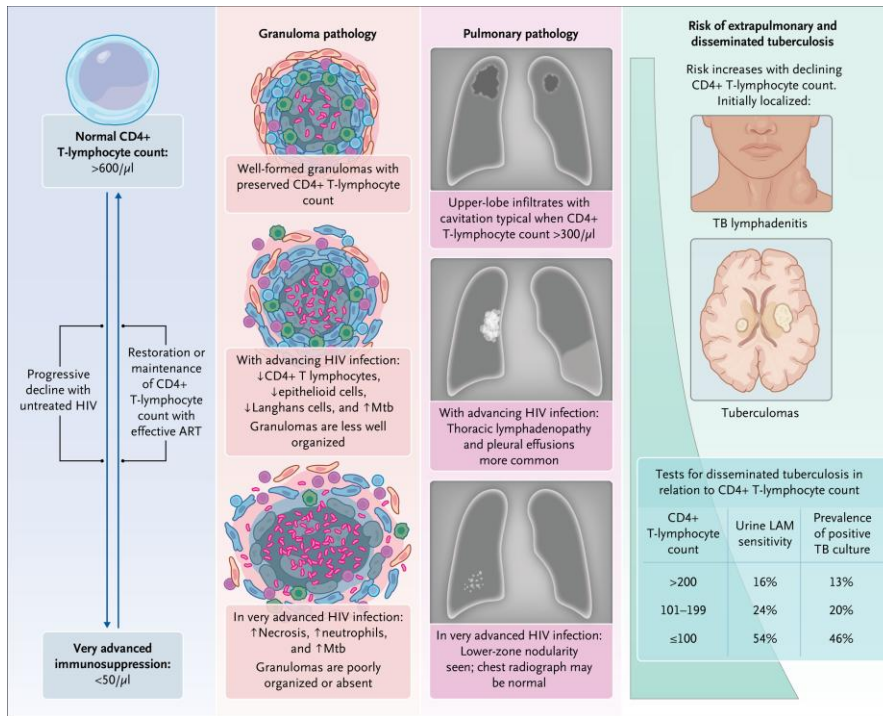 Normal CD4+
T-lymphocyte count:
>600/µl
Progressive
decline with
untreated HIV
Restoration or
maintenance
of CD4+
T-lymphocyte
count with
effective ART
Very advanced
immunosuppression:
<50/µl
Granuloma pathology
Well-formed granulomas with
preserved CD4+ T-lymphocyte
count
With advancing HIV infection:
↓CD4+ T lymphocytes,
↓epithelioid cells,
↓Langhans cells, and ↑Mtb
Granulomas are less well
organized
In very advanced HIV infection:
↑Necrosis, ↑neutrophils,
and ↑Mtb
Granulomas are poorly
organized or absent
Pulmonary pathology
Upper-lobe infiltrates with
cavitation typical when CD4+
T-lymphocyte count >300/µl
With advancing HIV infection:
Thoracic lymphadenopathy
and pleural effusions
more common
In very advanced HIV infection:
Lower-zone nodularity
seen; chest radiograph may
be normal
Risk of extrapulmonary and
disseminated tuberculosis
Risk increases with declining
CD4+ T-lymphocyte count.
Initially localized:
TB lymphadenitis
Tuberculomas
Tests for disseminated tuberculosis in
relation to CD4+ T-lymphocyte count
CD4+
T-lymphocyte
count
Urine LAM
sensitivity
Prevalence
of positive
TB culture
>200 16% 13%
101–199 24% 20%
≤100 54% 46%